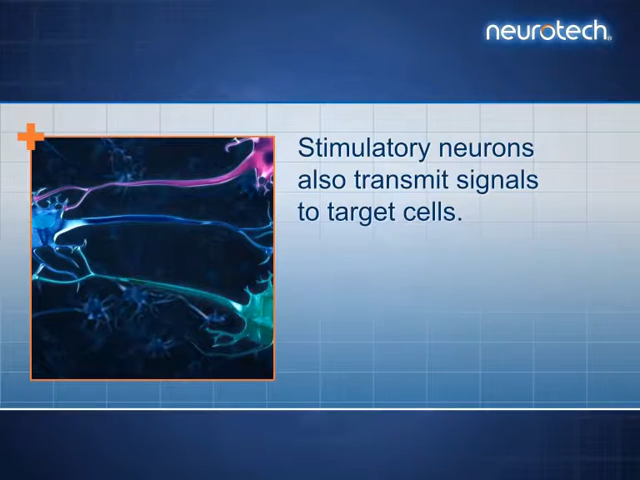 neurotech
Stimulatory neurons
also transmit signals
to target cells.